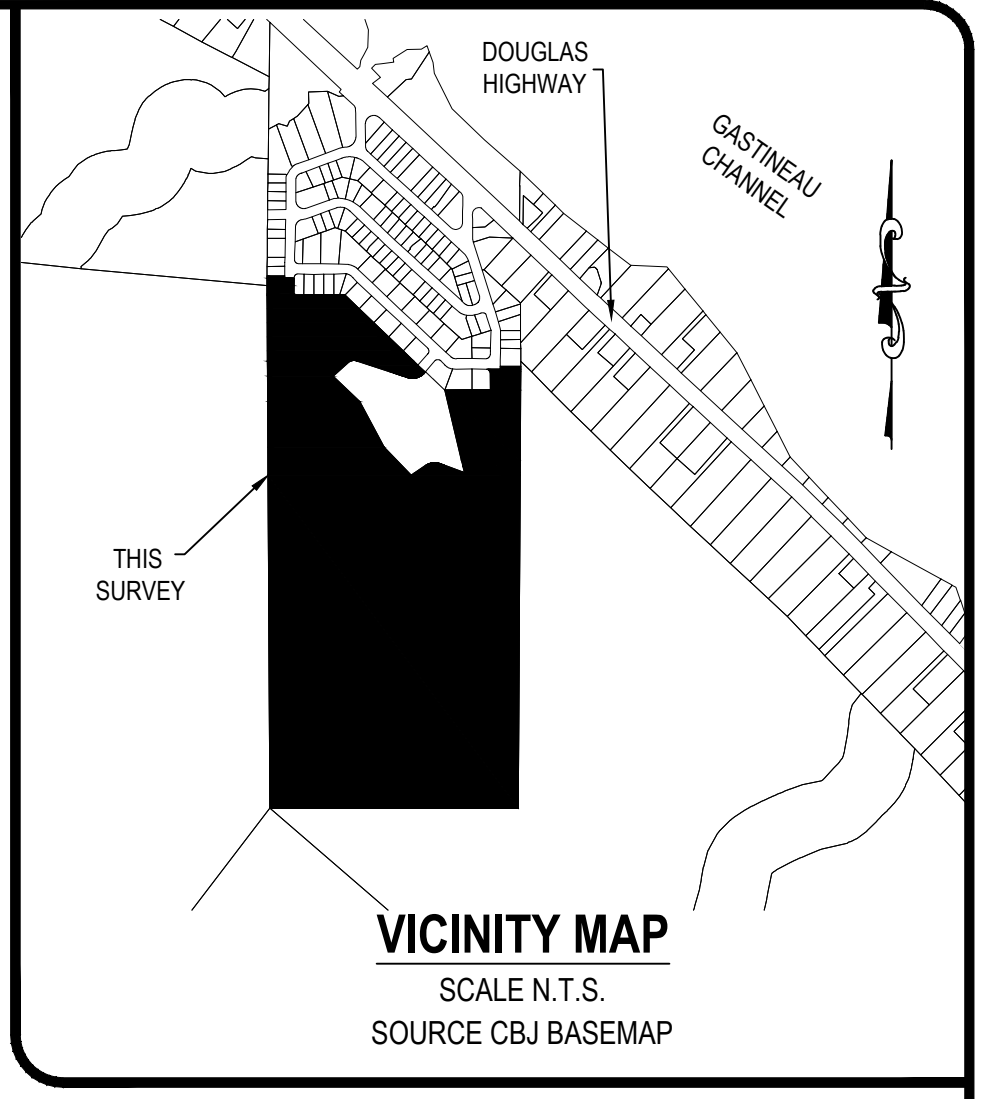 DOUGLAS
HIGHWAY
GASTINEAU
CHANNEL
THIS
SURVEY
VICINITY MAP
SCALE N.T.S.
SOURCE CBJ BASEMAP